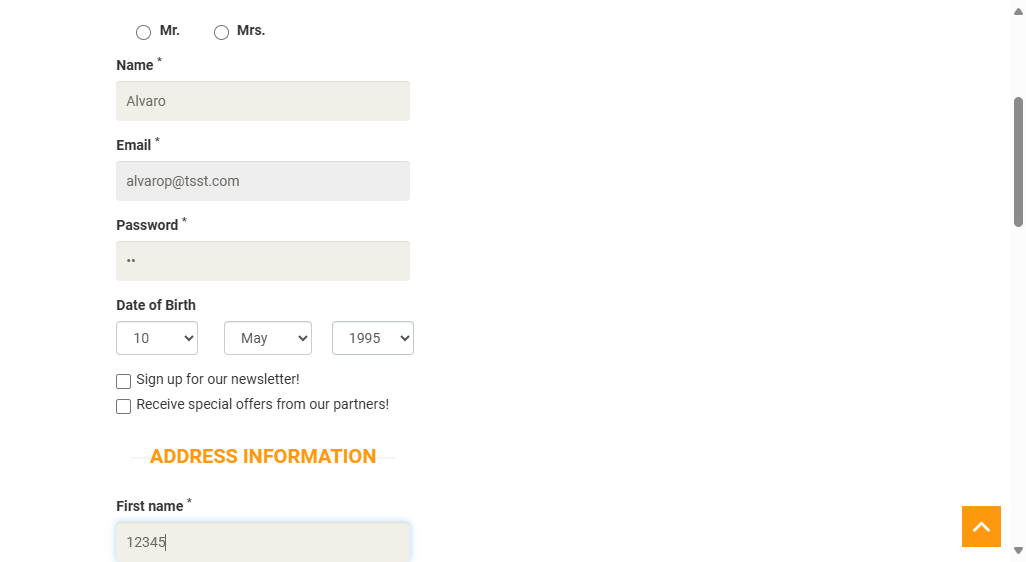 Mr. Mrs.
Name *
Alvaro
Email *
alvarop@tsst.com
Password *
••
Date of Birth
10 May 1995
Sign up for our newsletter!
Receive special offers from our partners!
ADDRESS INFORMATION
First name *
12345